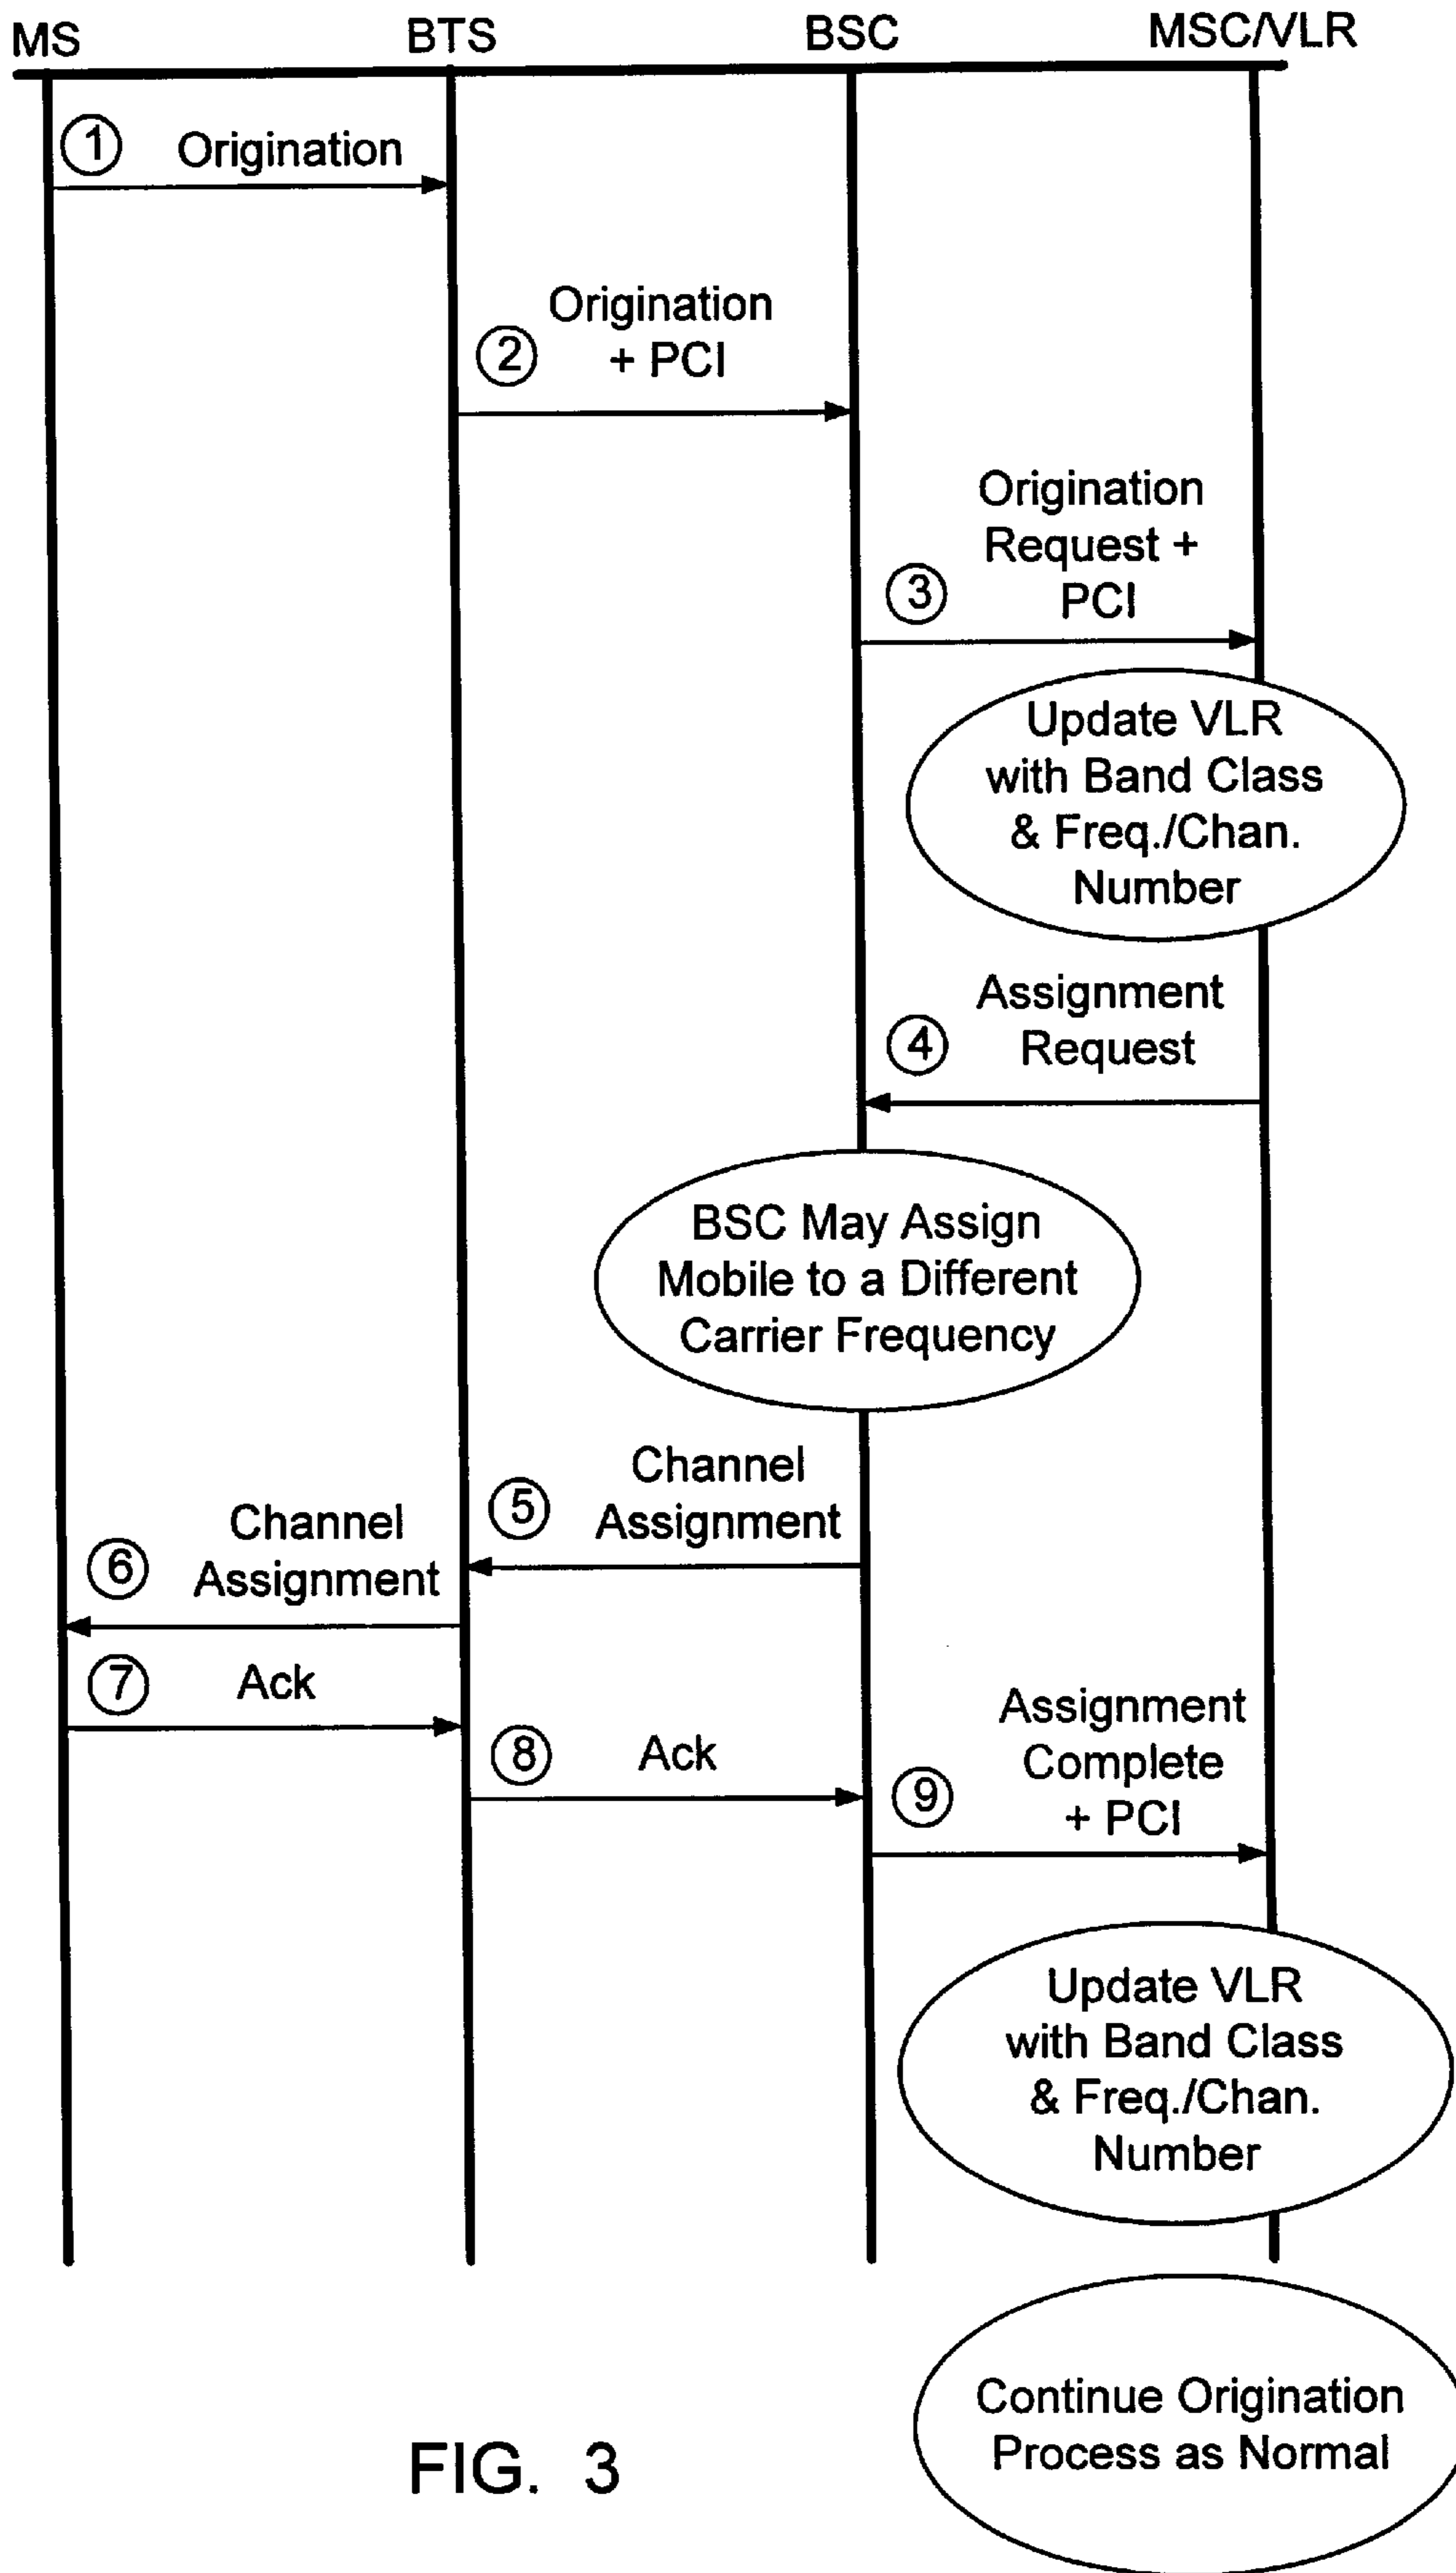 MS BTS BSC MSC/VLR
1 Origination
Origination
2 + PCI
Origination
Request +
3 PCI
Update VLR
with Band Class
& Freq./Chan.
Number
Assignment
4 Request
BSC May Assign
Mobile to a Different
Carrier Frequency
Channel
5 Assignment
Channel
6 Assignment
7 Ack
8 Ack
Assignment
Complete
9 + PCI
Update VLR
with Band Class
& Freq./Chan.
Number
Continue Origination
Process as Normal
FIG. 3